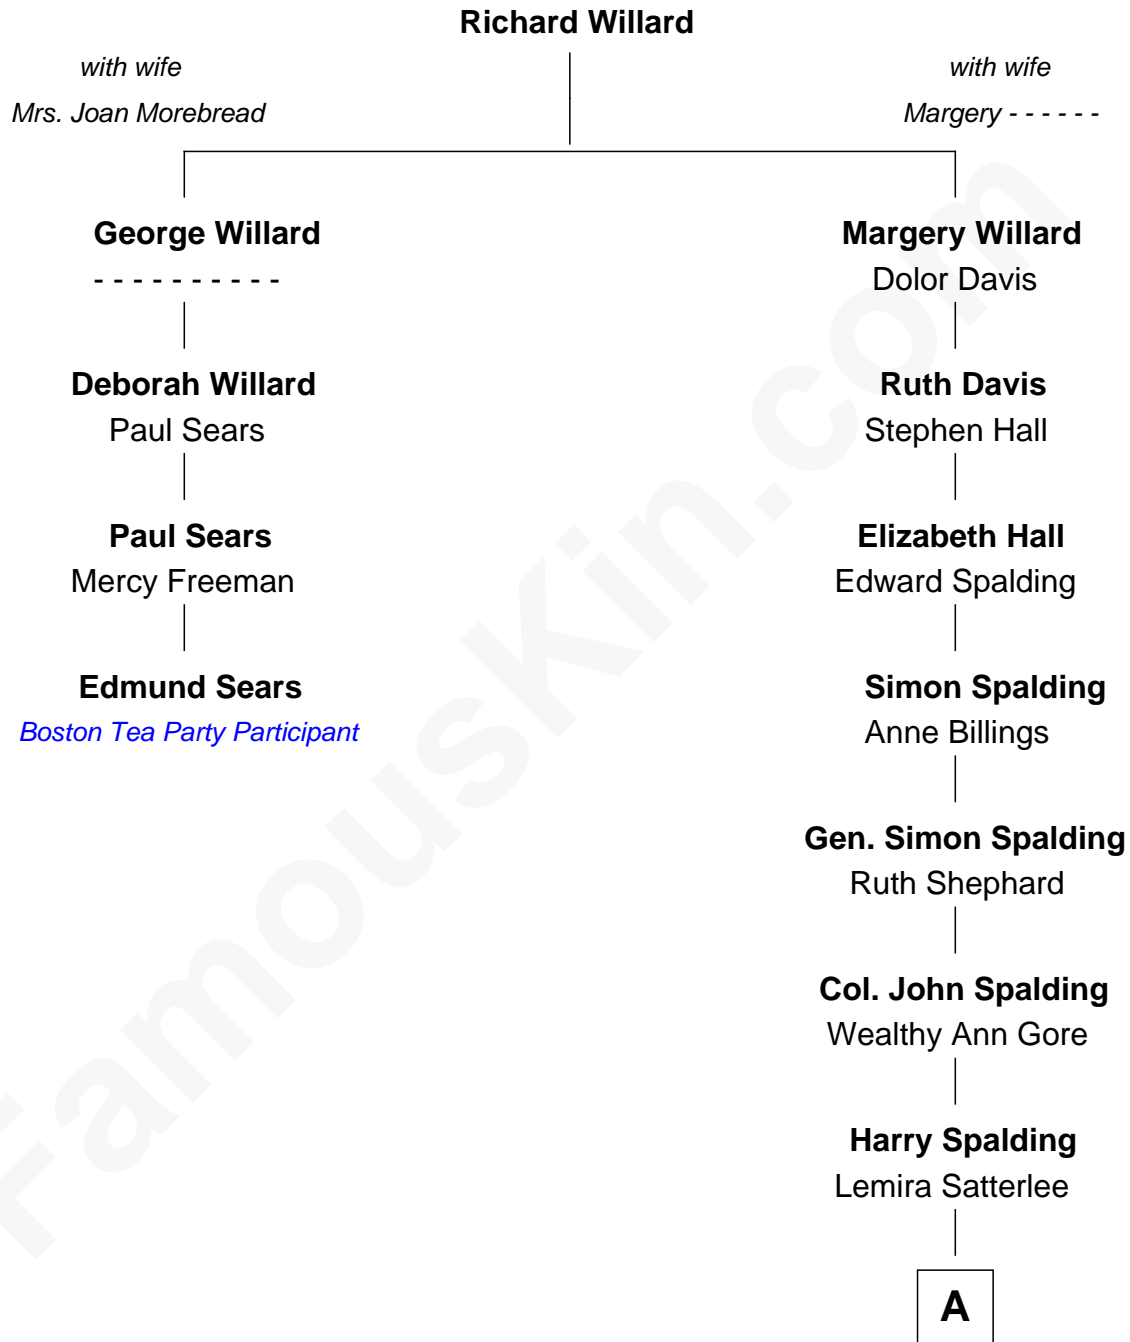 Richard Willard
with wife
Mrs. Joan Morebread
with wife
Margery - - - - - -
George Willard
- - - - - - - - - -
Margery Willard
Dolor Davis
Deborah Willard
Paul Sears
Ruth Davis
Stephen Hall
Paul Sears
Mercy Freeman
Elizabeth Hall
Edward Spalding
Edmund Sears
Boston Tea Party Participant
Simon Spalding
Anne Billings
Gen. Simon Spalding
Ruth Shephard
Col. John Spalding
Wealthy Ann Gore
Harry Spalding
Lemira Satterlee
A
FamousKin.com